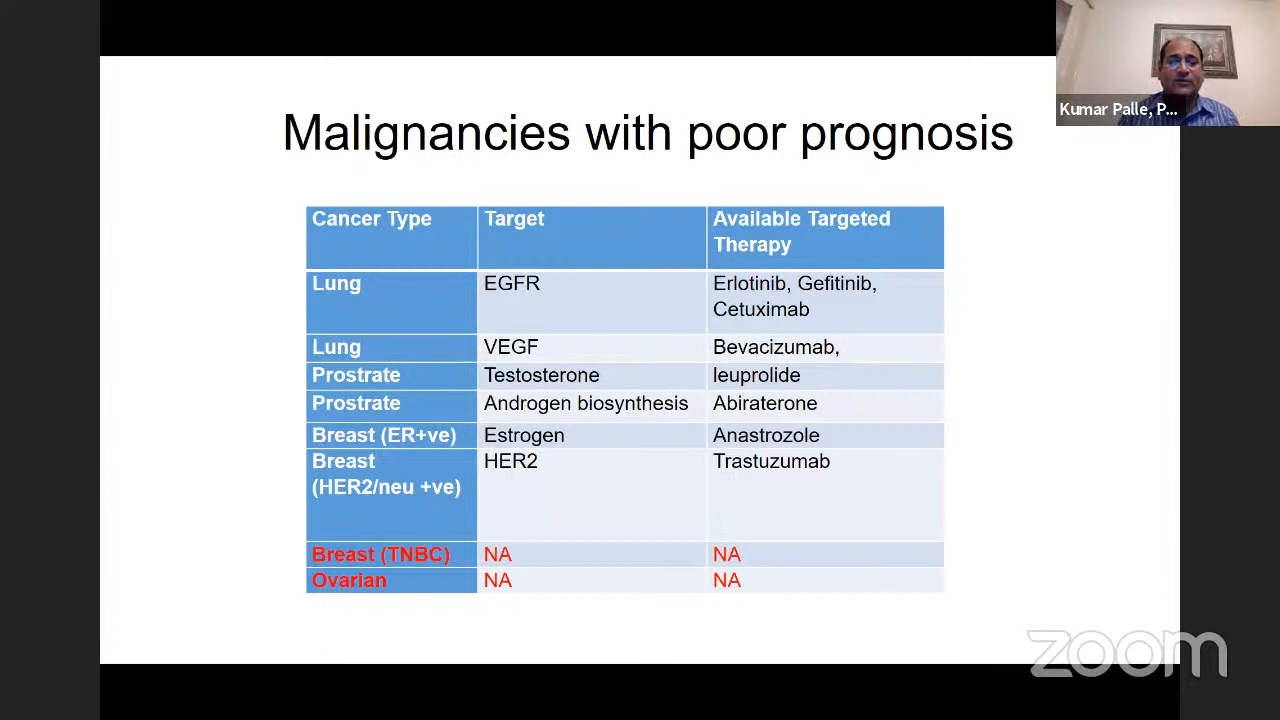 Kumar Palle, P...
Malignancies with poor prognosis
Cancer Type
Target
Available Targeted
Therapy
Lung
EGFR
Erlotinib, Gefitinib,
Cetuximab
Lung
VEGF
Bevacizumab,
Prostrate
Testosterone
leuprolide
Prostrate
Androgen biosynthesis
Abiraterone
Breast (ER+ve)
Estrogen
Anastrozole
Breast
(HER2/neu +ve)
HER2
Trastuzumab
Breast (TNBC)
NA
NA
Ovarian
NA
NA
zoom